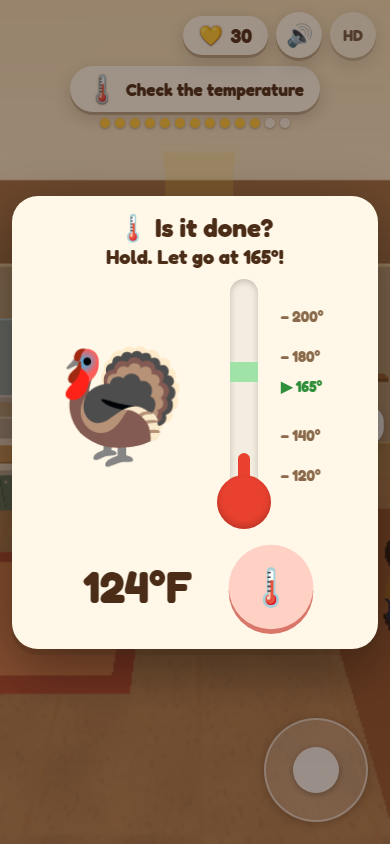 30
HD
Check the temperature
Is it done?
Hold. Let go at 165°!
– 200°
– 180°
▶ 165°
– 140°
– 120°
124°F